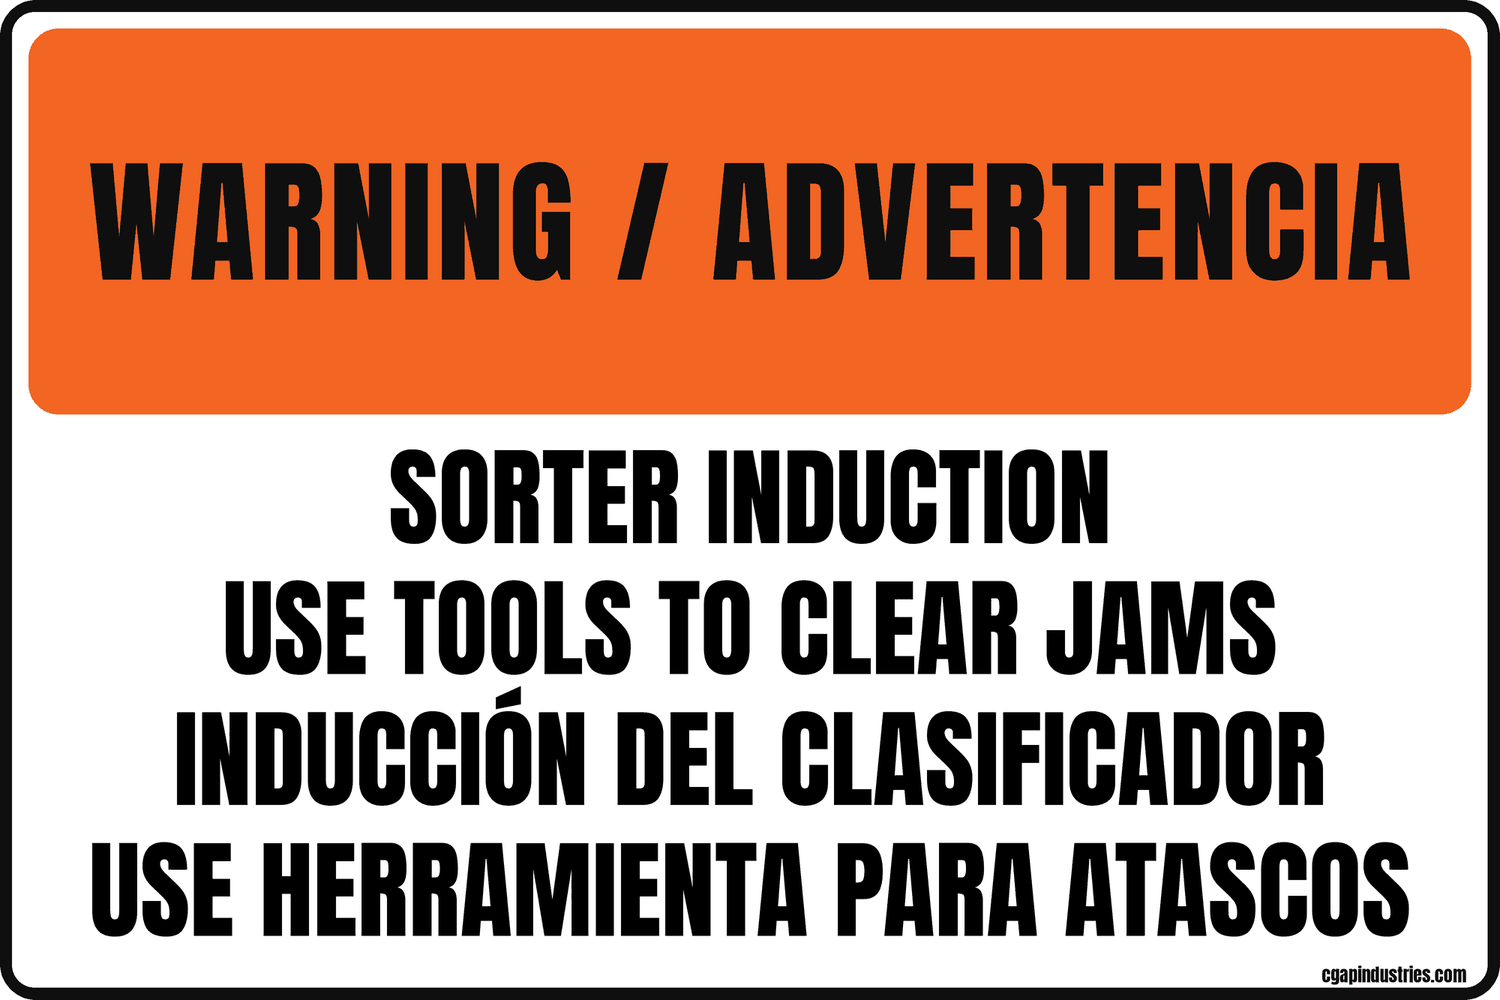 WARNING / ADVERTENCIA
SORTER INDUCTION
USE TOOLS TO CLEAR JAMS
INDUCCIÓN DEL CLASIFICADOR
USE HERRAMIENTA PARA ATASCOS
cgapindustries.com